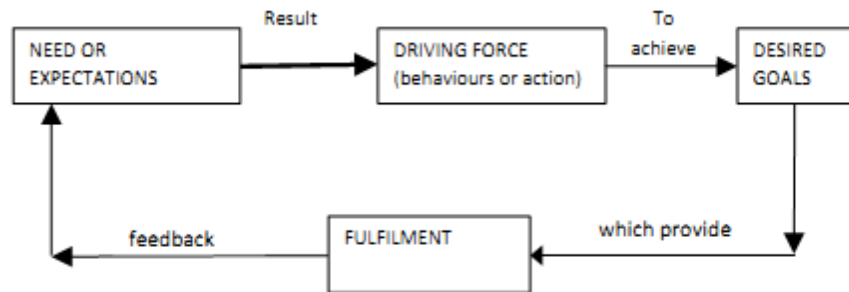 Result
To
achieve
NEED OR
EXPECTATIONS
DRIVING FORCE
(behaviours or action)
DESIRED
GOALS
feedback
FULFILMENT
which provide